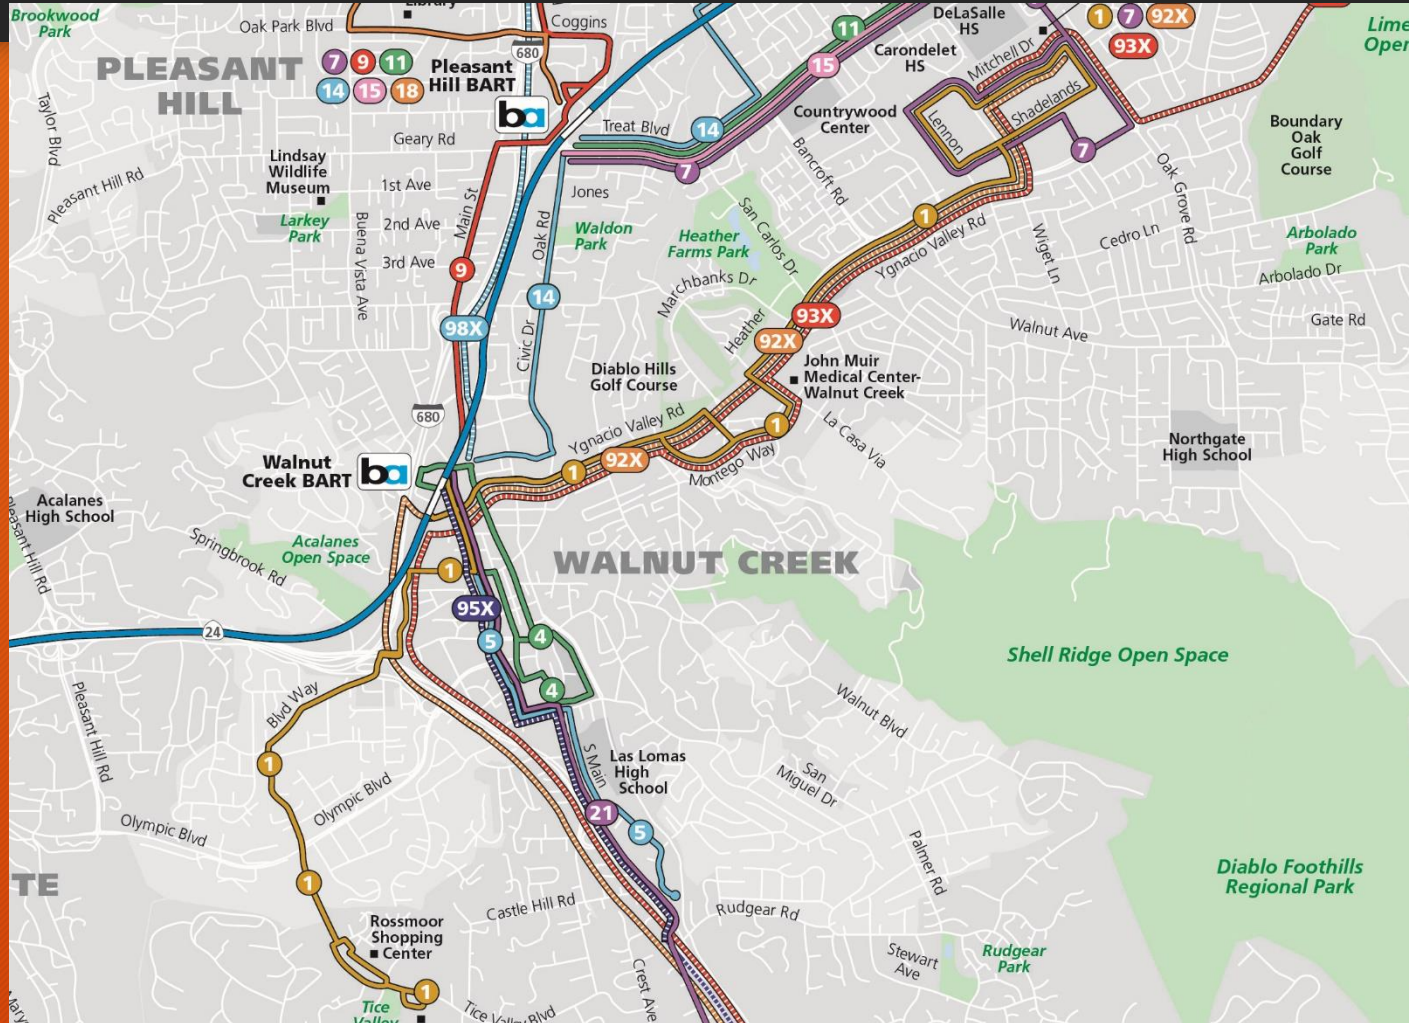 Brookwood
Park
Oak Park Blvd
Library
Coggins
680
11
DeLaSalle
HS
1 7 92X
93X
Lime
Open
PLEASANT
HILL
7 9 11
14 15 18
Pleasant
Hill BART
ba
15
Carondelet
HS
Mitchell Dr
Shadelands
Lennon
Taylor Blvd
Geary Rd
Treat Blvd
14
Countrywood
Center
7
Boundary
Oak
Golf
Course
Lindsay
Wildlife
Museum
Pleasant Hill Rd
1st Ave
Jones
7
Bancroft Rd
Oak Grove Rd
Larkey
Park
Buena Vista Ave
2nd Ave
Main St
Oak Rd
Waldon
Park
Heather
Farms Park
San Carlos Dr
1
Ygnacio Valley Rd
Wiget Ln
Cedro Ln
Arbolado
Park
3rd Ave
9
14
Marchbanks Dr
Arbolado Dr
98X
Civic Dr
Heather
93X
92X
Walnut Ave
Gate Rd
Diablo Hills
Golf Course
John Muir
Medical Center-
Walnut Creek
680
Ygnacio Valley Rd
1
La Casa Via
Northgate
High School
Walnut
Creek BART
ba
1
92X
Montego Way
Acalanes
High School
Pleasant Hill Rd
Springbrook Rd
Acalanes
Open Space
WALNUT CREEK
1
95X
24
5
4
Shell Ridge Open Space
4
Pleasant Hill Rd
Blvd Way
Walnut Blvd
1
S Main
Las Lomas
High
School
San
Miguel Dr
Olympic Blvd
Olympic Blvd
21
5
Palmer Rd
TE
1
Diablo Foothills
Regional Park
Castle Hill Rd
Rudgear Rd
Rossmoor
Shopping
Center
Stewart
Ave
Rudgear
Park
1
Crest Ave
Tice
Valley
Tice Valley Blvd
Mary